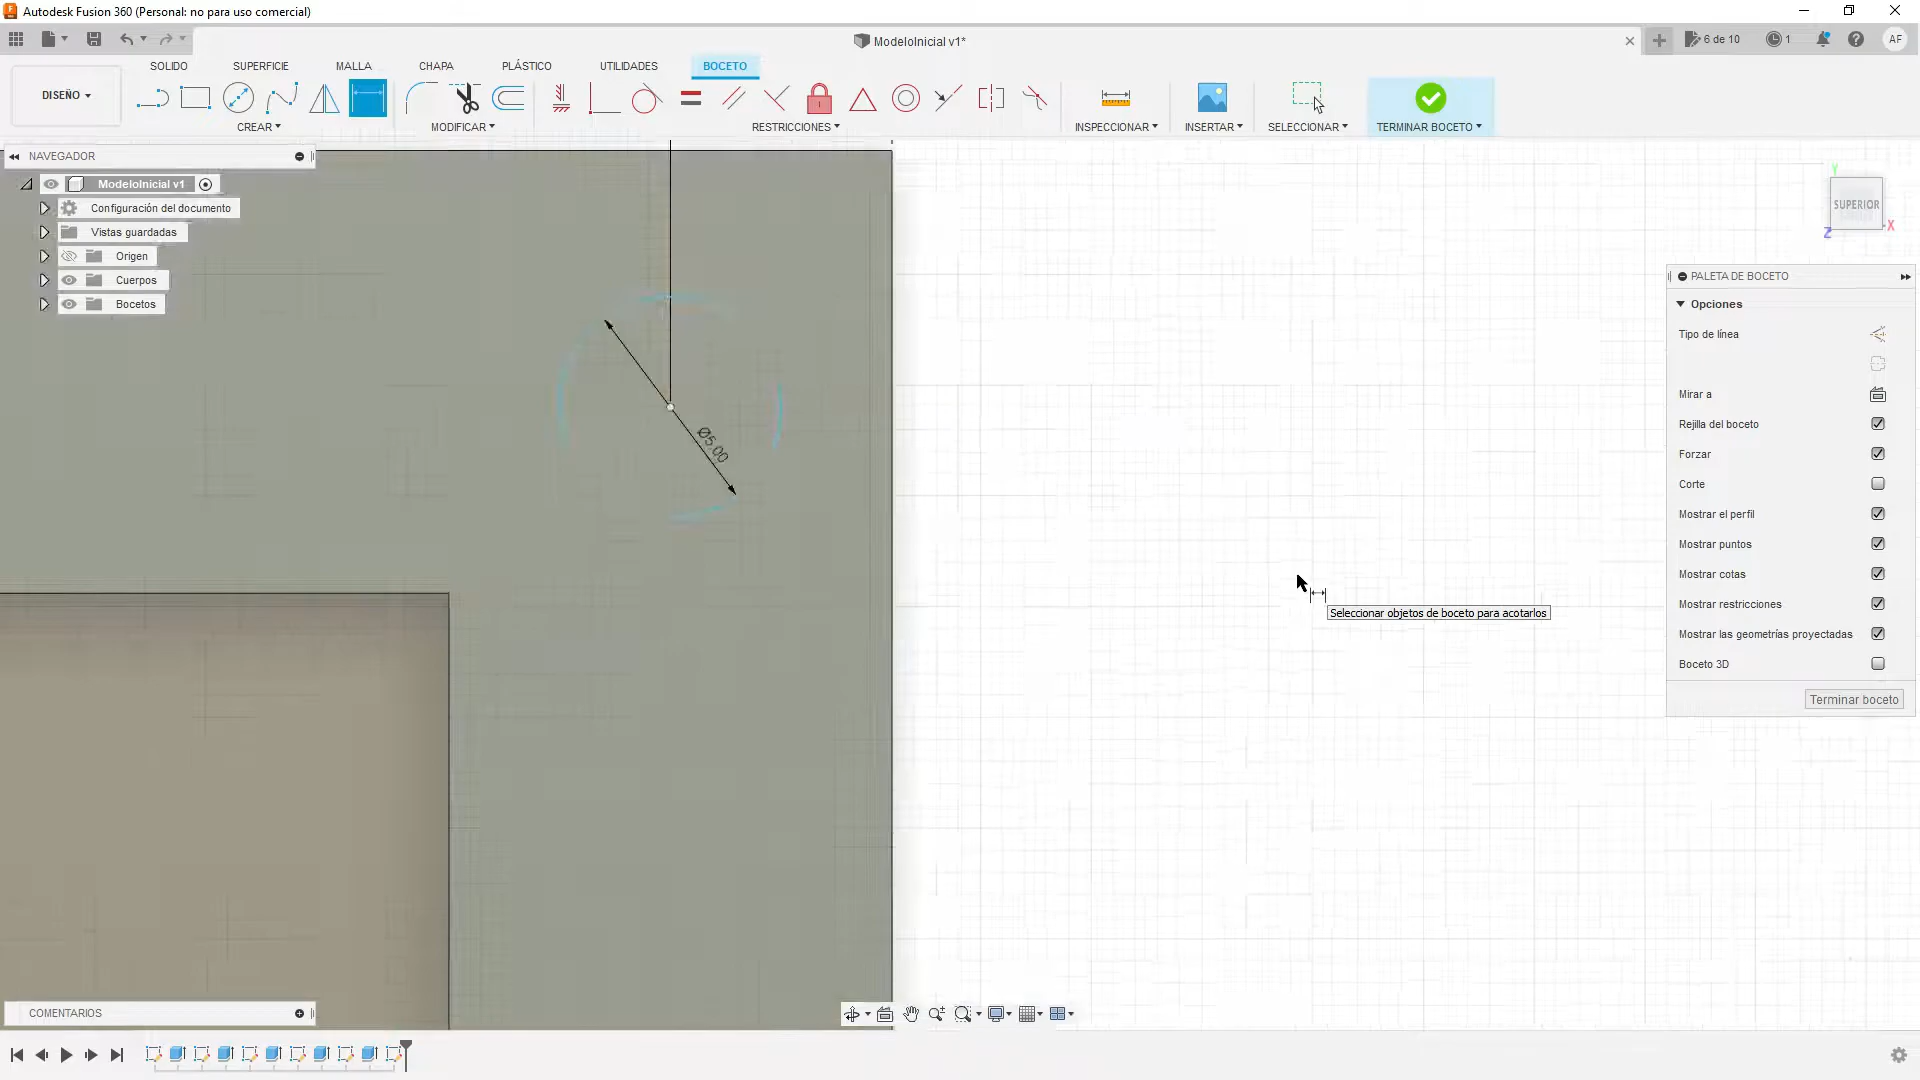 Autodesk Fusion 360 (Personal: no para uso comercial)
ModeloInicial v1*
6 de 10
1
AF
DISEÑO
SOLIDO
SUPERFICIE
MALLA
CHAPA
PLÁSTICO
UTILIDADES
BOCETO
CREAR
MODIFICAR
RESTRICCIONES
INSPECCIONAR
INSERTAR
SELECCIONAR
TERMINAR BOCETO
NAVEGADOR
ModeloInicial v1
Configuración del documento
Vistas guardadas
Origen
Cuerpos
Bocetos
Ø5.00
Seleccionar objetos de boceto para acotarlos
Y
SUPERIOR
X
Z
PALETA DE BOCETO
Opciones
Tipo de línea
Mirar a
Rejilla del boceto
Forzar
Corte
Mostrar el perfil
Mostrar puntos
Mostrar cotas
Mostrar restricciones
Mostrar las geometrías proyectadas
Boceto 3D
Terminar boceto
COMENTARIOS